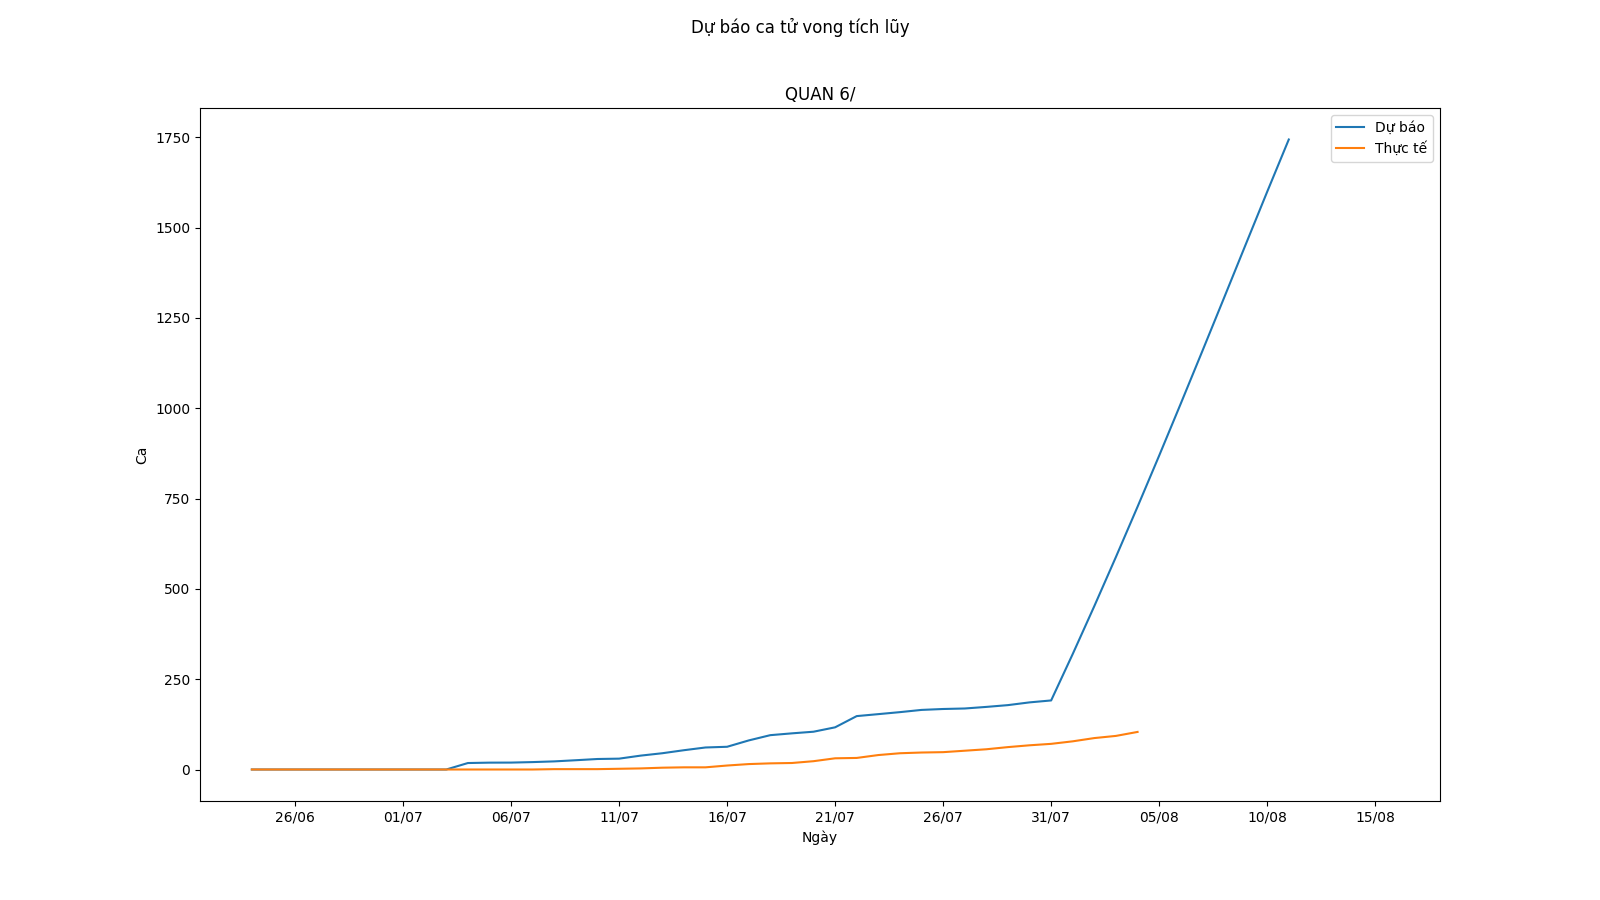 Dự báo ca tử vong tích lũy
QUAN 6/
Dự báo
Thực tế
1750
1500
1250
1000
750
500
250
0
Ca
26/06 01/07 06/07 11/07 16/07 21/07 26/07 31/07 05/08 10/08 15/08
Ngày